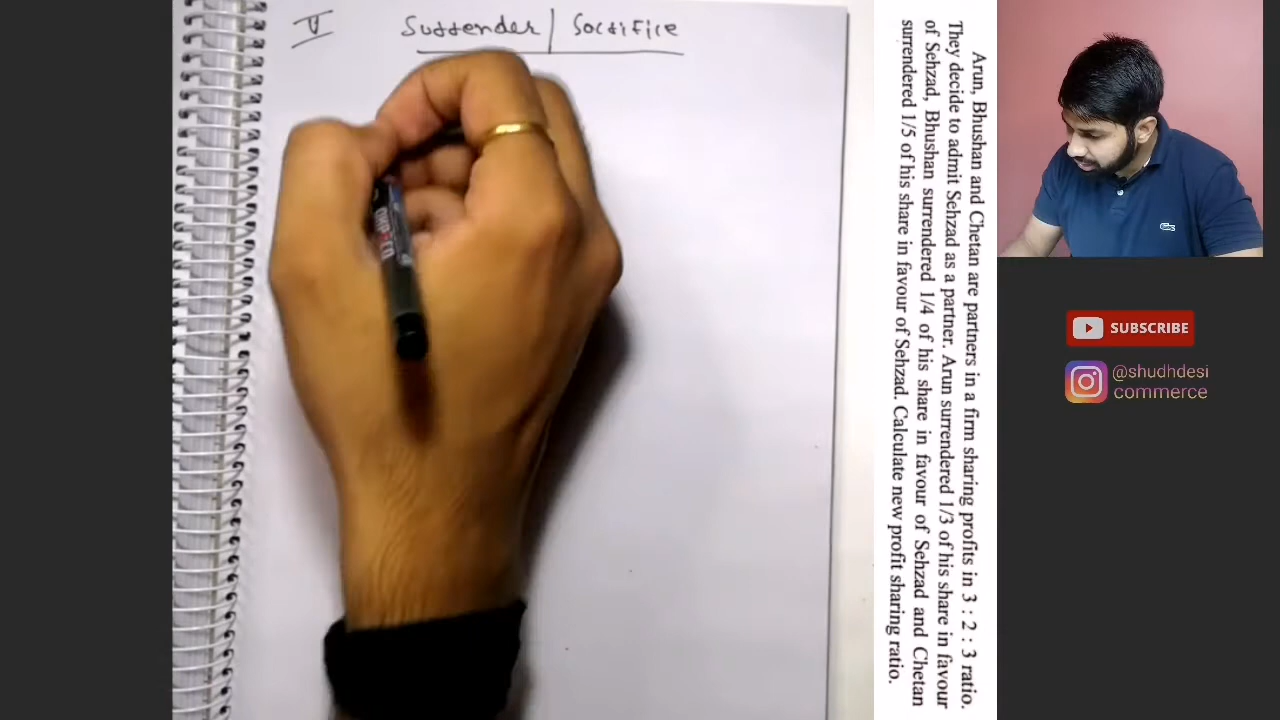 V Surrender | Sacrifice
Arun, Bhushan and Chetan are partners in a firm sharing profits in 3 : 2 : 3 ratio.
They decide to admit Sehzad as a partner. Arun surrendered 1/3 of his share in favour
of Sehzad, Bhushan surrendered 1/4 of his share in favour of Sehzad and Chetan
surrendered 1/5 of his share in favour of Sehzad. Calculate new profit sharing ratio.
SUBSCRIBE
@shudhdesi
commerce